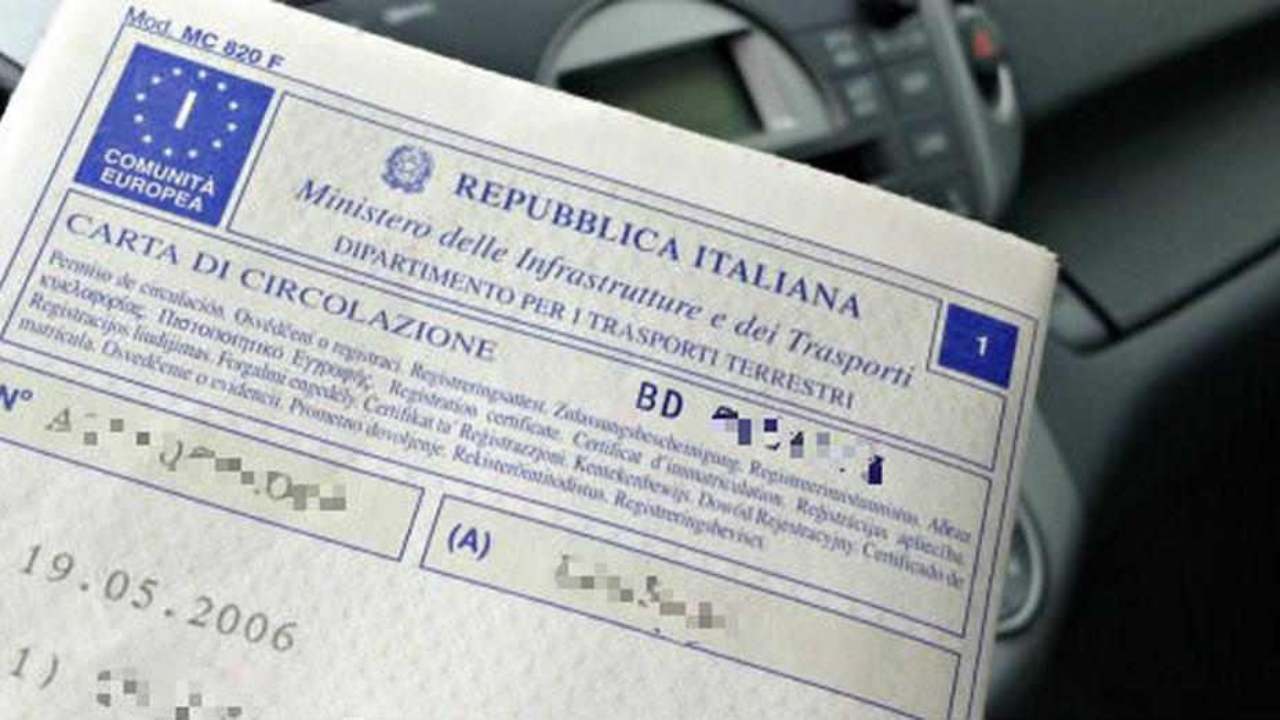 Mod. MC 820 F
I
COMUNITÀ
EUROPEA
REPUBBLICA ITALIANA
Ministero delle Infrastrutture e dei Trasporti
DIPARTIMENTO PER I TRASPORTI TERRESTRI
1
CARTA DI CIRCOLAZIONE
BD
Permiso de circulación. Osvědčení o registraci. Registreringsattest. Zulassungsbescheinigung. Registreerimistunnistus. Άδεια
κυκλοφορίας. Πιστοποιητικό Εγγραφής. Registration certificate. Certificat d'immatriculation. Reģistrācijas apliecība.
Registracijos liudijimas. Forgalmi engedély. Ċertifikat ta' Reġistrazzjoni. Kentekenbewijs. Dowód Rejestracyjny. Certificado de
matrícula. Osvedčenie o evidencii. Prometno dovoljenje. Rekisteröintitodistus. Registreringsbeviset.
N°
(A)
19.05.2006
1)